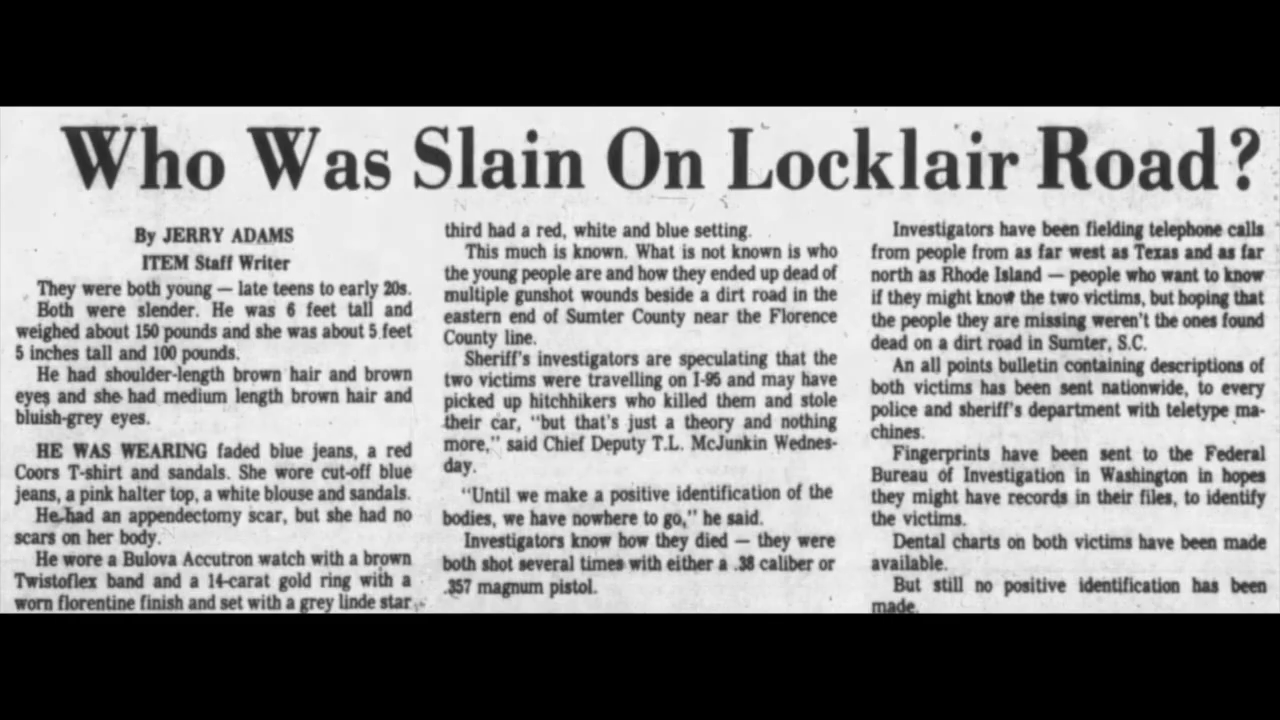 Who Was Slain On Locklair Road?
By JERRY ADAMS
ITEM Staff Writer
They were both young — late teens to early 20s.
Both were slender. He was 6 feet tall and
weighed about 150 pounds and she was about 5 feet
5 inches tall and 100 pounds.
He had shoulder-length brown hair and brown
eyes and she had medium length brown hair and
bluish-grey eyes.
HE WAS WEARING faded blue jeans, a red
Coors T-shirt and sandals. She wore cut-off blue
jeans, a pink halter top, a white blouse and sandals.
He had an appendectomy scar, but she had no
scars on her body.
He wore a Bulova Accutron watch with a brown
Twistoflex band and a 14-carat gold ring with a
worn florentine finish and set with a grey linde star
third had a red, white and blue setting.
This much is known. What is not known is who
the young people are and how they ended up dead of
multiple gunshot wounds beside a dirt road in the
eastern end of Sumter County near the Florence
County line.
Sheriff's investigators are speculating that the
two victims were travelling on I-95 and may have
picked up hitchhikers who killed them and stole
their car, "but that's just a theory and nothing
more," said Chief Deputy T.L. McJunkin Wednes-
day.
"Until we make a positive identification of the
bodies, we have nowhere to go," he said.
Investigators know how they died — they were
both shot several times with either a .38 caliber or
.357 magnum pistol.
Investigators have been fielding telephone calls
from people from as far west as Texas and as far
north as Rhode Island — people who want to know
if they might know the two victims, but hoping that
the people they are missing weren't the ones found
dead on a dirt road in Sumter, S.C.
An all points bulletin containing descriptions of
both victims has been sent nationwide, to every
police and sheriff's department with teletype ma-
chines.
Fingerprints have been sent to the Federal
Bureau of Investigation in Washington in hopes
they might have records in their files, to identify
the victims.
Dental charts on both victims have been made
available.
But still no positive identification has been
made.